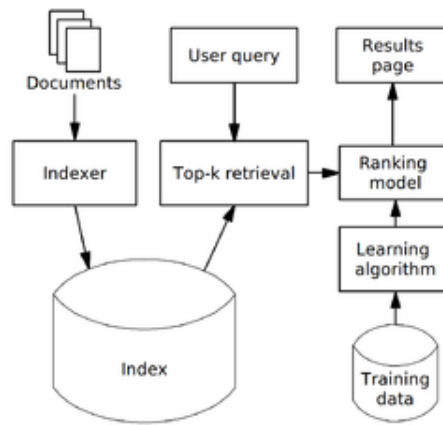 Documents
User query
Results
page
Indexer
Top-k retrieval
Ranking
model
Learning
algorithm
Index
Training
data